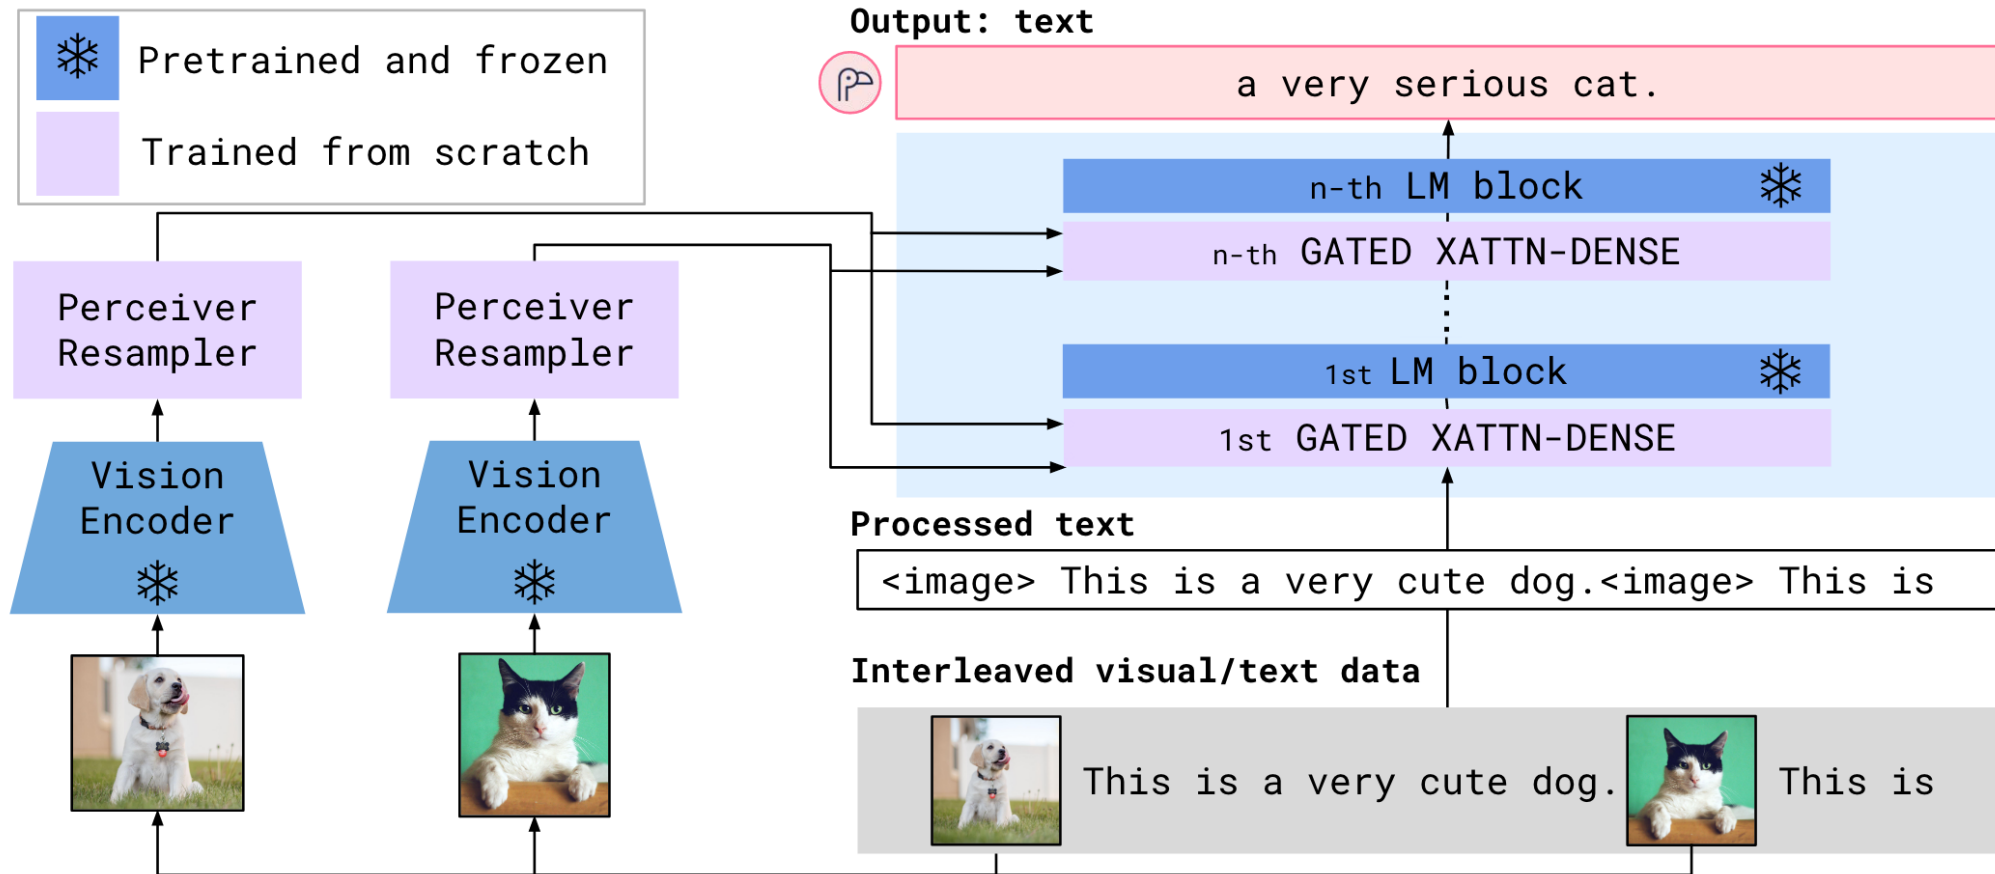 Pretrained and frozen
Trained from scratch
Perceiver
Resampler
Perceiver
Resampler
Vision
Encoder
Vision
Encoder
Output: text
a very serious cat.
n-th LM block
n-th GATED XATTN-DENSE
1st LM block
1st GATED XATTN-DENSE
Processed text
<image> This is a very cute dog.<image> This is
Interleaved visual/text data
This is a very cute dog.
This is